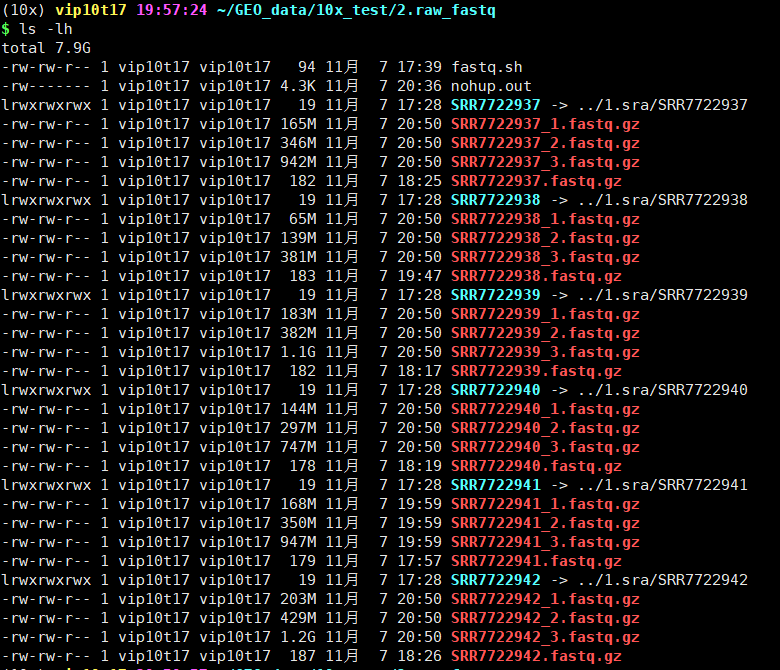 (10x) vip10t17 19:57:24 ~/GEO_data/10x_test/2.raw_fastq
$ ls -lh
total 7.9G
-rw-rw-r-- 1 vip10t17 vip10t17   94 11月  7 17:39 fastq.sh
-rw------- 1 vip10t17 vip10t17 4.3K 11月  7 20:36 nohup.out
lrwxrwxrwx 1 vip10t17 vip10t17   19 11月  7 17:28 SRR7722937 -> ../1.sra/SRR7722937
-rw-rw-r-- 1 vip10t17 vip10t17 165M 11月  7 20:50 SRR7722937_1.fastq.gz
-rw-rw-r-- 1 vip10t17 vip10t17 346M 11月  7 20:50 SRR7722937_2.fastq.gz
-rw-rw-r-- 1 vip10t17 vip10t17 942M 11月  7 20:50 SRR7722937_3.fastq.gz
-rw-rw-r-- 1 vip10t17 vip10t17  182 11月  7 18:25 SRR7722937.fastq.gz
lrwxrwxrwx 1 vip10t17 vip10t17   19 11月  7 17:28 SRR7722938 -> ../1.sra/SRR7722938
-rw-rw-r-- 1 vip10t17 vip10t17  65M 11月  7 20:50 SRR7722938_1.fastq.gz
-rw-rw-r-- 1 vip10t17 vip10t17 139M 11月  7 20:50 SRR7722938_2.fastq.gz
-rw-rw-r-- 1 vip10t17 vip10t17 381M 11月  7 20:50 SRR7722938_3.fastq.gz
-rw-rw-r-- 1 vip10t17 vip10t17  183 11月  7 19:47 SRR7722938.fastq.gz
lrwxrwxrwx 1 vip10t17 vip10t17   19 11月  7 17:28 SRR7722939 -> ../1.sra/SRR7722939
-rw-rw-r-- 1 vip10t17 vip10t17 183M 11月  7 20:50 SRR7722939_1.fastq.gz
-rw-rw-r-- 1 vip10t17 vip10t17 382M 11月  7 20:50 SRR7722939_2.fastq.gz
-rw-rw-r-- 1 vip10t17 vip10t17 1.1G 11月  7 20:50 SRR7722939_3.fastq.gz
-rw-rw-r-- 1 vip10t17 vip10t17  182 11月  7 18:17 SRR7722939.fastq.gz
lrwxrwxrwx 1 vip10t17 vip10t17   19 11月  7 17:28 SRR7722940 -> ../1.sra/SRR7722940
-rw-rw-r-- 1 vip10t17 vip10t17 144M 11月  7 20:50 SRR7722940_1.fastq.gz
-rw-rw-r-- 1 vip10t17 vip10t17 297M 11月  7 20:50 SRR7722940_2.fastq.gz
-rw-rw-r-- 1 vip10t17 vip10t17 747M 11月  7 20:50 SRR7722940_3.fastq.gz
-rw-rw-r-- 1 vip10t17 vip10t17  178 11月  7 18:19 SRR7722940.fastq.gz
lrwxrwxrwx 1 vip10t17 vip10t17   19 11月  7 17:28 SRR7722941 -> ../1.sra/SRR7722941
-rw-rw-r-- 1 vip10t17 vip10t17 168M 11月  7 19:59 SRR7722941_1.fastq.gz
-rw-rw-r-- 1 vip10t17 vip10t17 350M 11月  7 19:59 SRR7722941_2.fastq.gz
-rw-rw-r-- 1 vip10t17 vip10t17 947M 11月  7 19:59 SRR7722941_3.fastq.gz
-rw-rw-r-- 1 vip10t17 vip10t17  179 11月  7 17:57 SRR7722941.fastq.gz
lrwxrwxrwx 1 vip10t17 vip10t17   19 11月  7 17:28 SRR7722942 -> ../1.sra/SRR7722942
-rw-rw-r-- 1 vip10t17 vip10t17 203M 11月  7 20:50 SRR7722942_1.fastq.gz
-rw-rw-r-- 1 vip10t17 vip10t17 429M 11月  7 20:50 SRR7722942_2.fastq.gz
-rw-rw-r-- 1 vip10t17 vip10t17 1.2G 11月  7 20:50 SRR7722942_3.fastq.gz
-rw-rw-r-- 1 vip10t17 vip10t17  187 11月  7 18:26 SRR7722942.fastq.gz